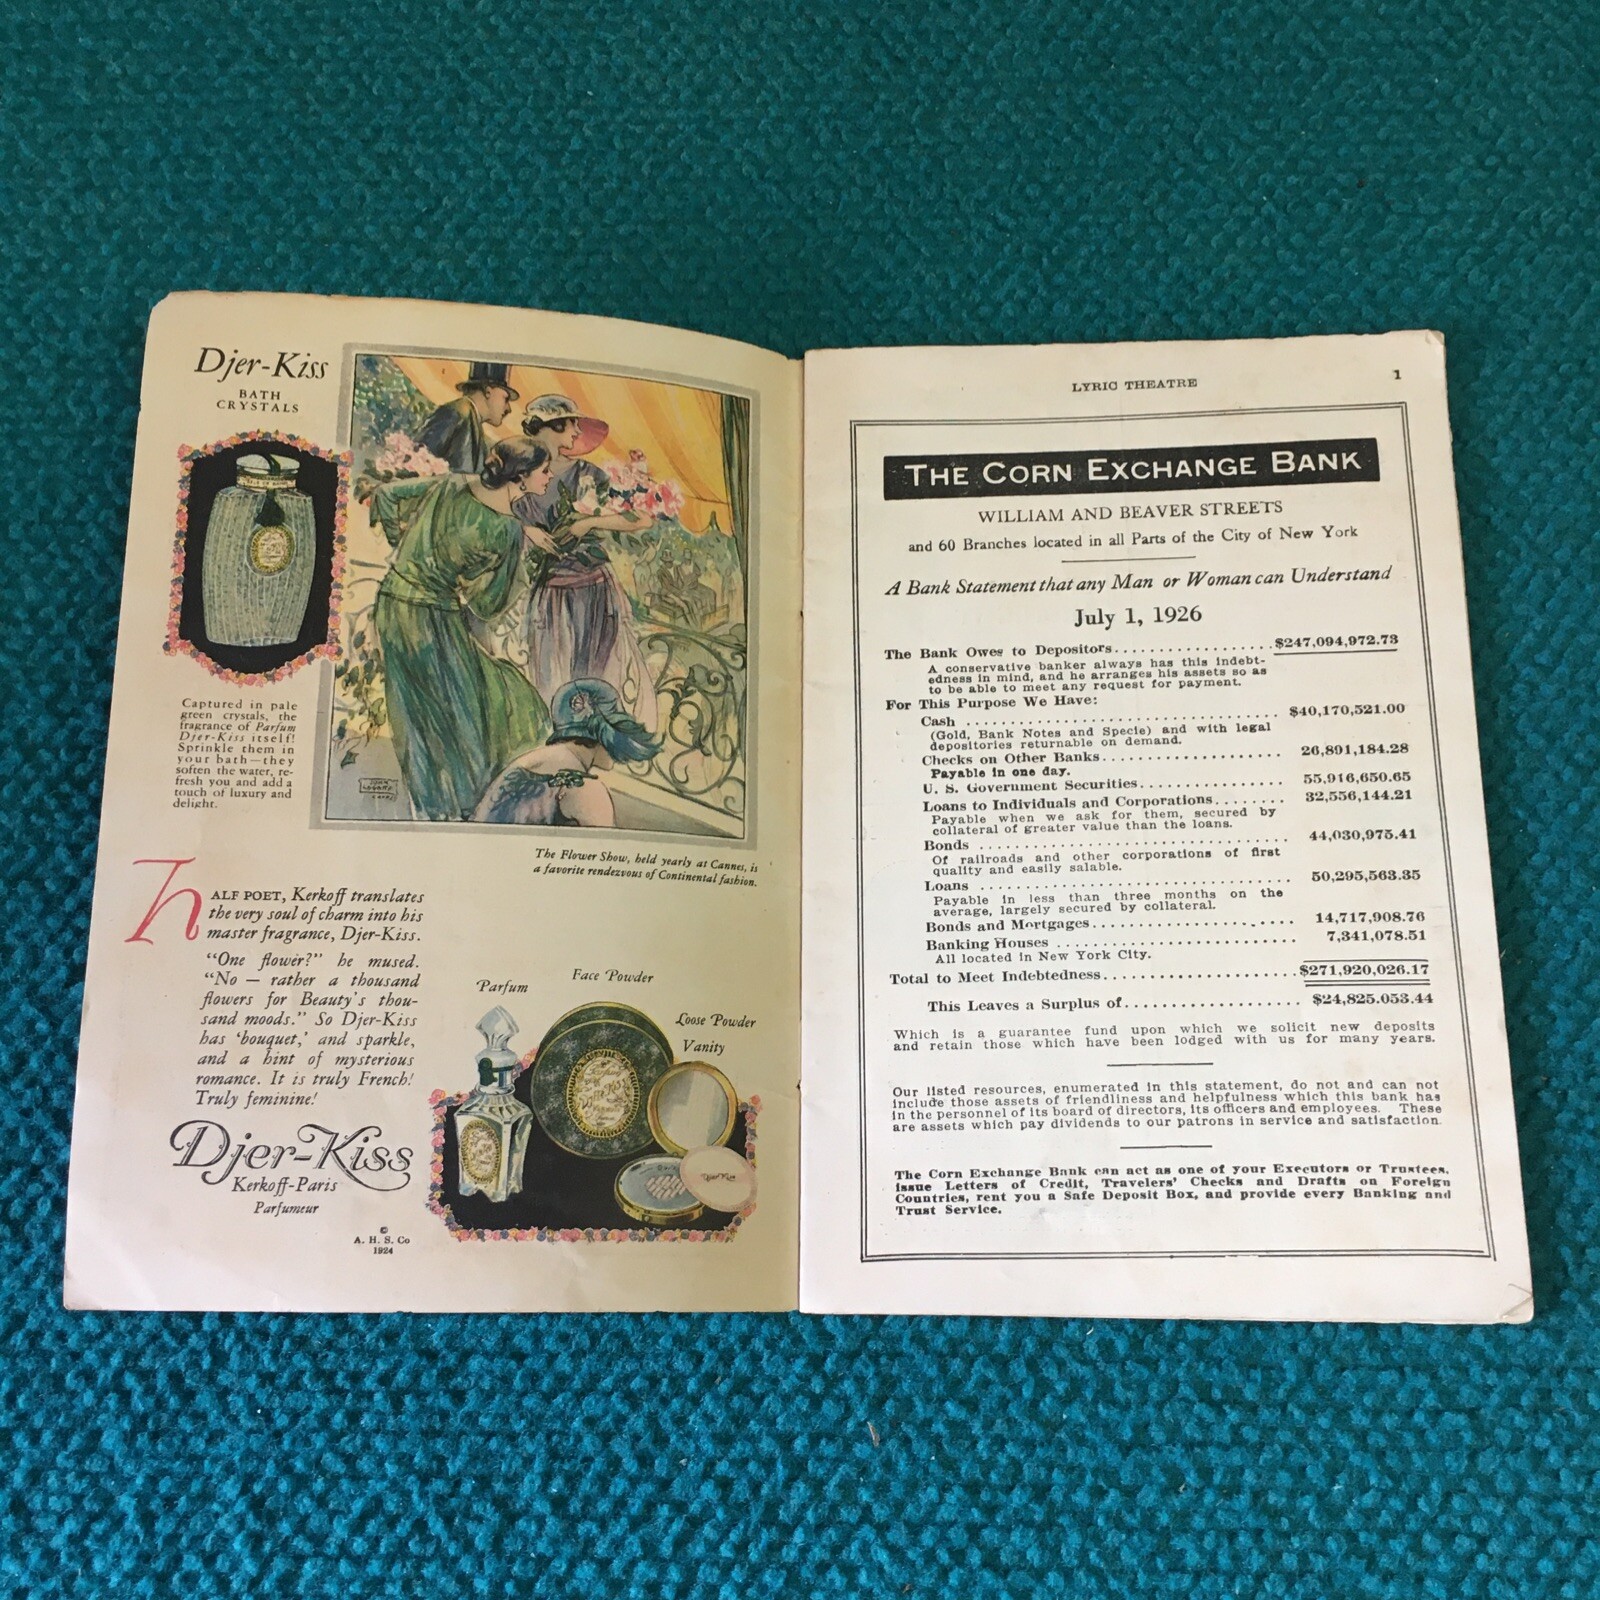 Djer-Kiss
BATH
CRYSTALS
Captured in pale
green crystals, the
fragrance of Parfum
Djer-Kiss itself!
Sprinkle them in
your bath—they
soften the water, re-
fresh you and add a
touch of luxury and
delight.
The Flower Show, held yearly at Cannes, is
a favorite rendezvous of Continental fashion.
HALF POET, Kerkoff translates
the very soul of charm into his
master fragrance, Djer-Kiss.
"One flower?" he mused.
"No — rather a thousand
flowers for Beauty's thou-
sand moods." So Djer-Kiss
has 'bouquet,' and sparkle,
and a hint of mysterious
romance. It is truly French!
Truly feminine!
Djer-Kiss
Kerkoff-Paris
Parfumeur
©
A. H. S. Co
1924
Parfum
Face Powder
Loose Powder
Vanity
LYRIC THEATRE
1
THE CORN EXCHANGE BANK
WILLIAM AND BEAVER STREETS
and 60 Branches located in all Parts of the City of New York
A Bank Statement that any Man or Woman can Understand
July 1, 1926
The Bank Owes to Depositors................... $247,094,972.73
A conservative banker always has this indebt-
edness in mind, and he arranges his assets so as
to be able to meet any request for payment.
For This Purpose We Have:
Cash .................................... $40,170,521.00
(Gold, Bank Notes and Specie) and with legal
depositories returnable on demand.
Checks on Other Banks..................... 26,891,184.28
Payable in one day.
U. S. Government Securities................ 55,916,650.65
Loans to Individuals and Corporations........ 32,556,144.21
Payable when we ask for them, secured by
collateral of greater value than the loans.
Bonds ................................... 44,030,975.41
Of railroads and other corporations of first
quality and easily salable.
Loans ................................... 50,295,563.35
Payable in less than three months on the
average, largely secured by collateral.
Bonds and Mortgages....................... 14,717,908.76
Banking Houses ........................... 7,341,078.51
All located in New York City.
Total to Meet Indebtedness..................... $271,920,026.17
This Leaves a Surplus of................... $24,825.053.44
Which is a guarantee fund upon which we solicit new deposits
and retain those which have been lodged with us for many years.
Our listed resources, enumerated in this statement, do not and can not
include those assets of friendliness and helpfulness which this bank has
in the personnel of its board of directors, its officers and employees. These
are assets which pay dividends to our patrons in service and satisfaction.
The Corn Exchange Bank can act as one of your Executors or Trustees,
issue Letters of Credit, Travelers' Checks and Drafts on Foreign
Countries, rent you a Safe Deposit Box, and provide every Banking and
Trust Service.